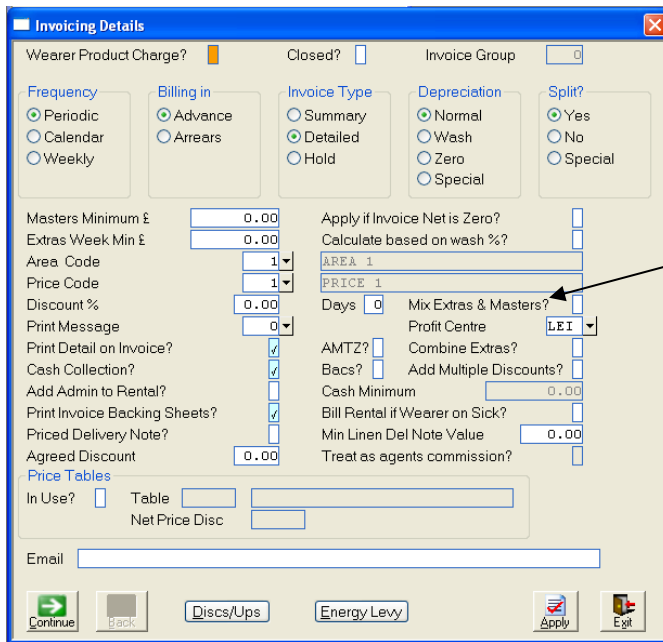 Invoicing Details
Wearer Product Charge? Closed? Invoice Group 0
Frequency Billing in Invoice Type Depreciation Split?
Periodic Advance Summary Normal Yes
Calendar Arrears Detailed Wash No
Weekly Hold Zero Special
Special
Masters Minimum £ 0.00 Apply if Invoice Net is Zero?
Extras Week Min £ 0.00 Calculate based on wash %?
Area Code 1 AREA 1
Price Code 1 PRICE 1
Discount % 0.00 Days 0 Mix Extras & Masters?
Print Message 0 Profit Centre LEI
Print Detail on Invoice? √ AMTZ? Combine Extras?
Cash Collection? √ Bacs? Add Multiple Discounts?
Add Admin to Rental? Cash Minimum 0.00
Print Invoice Backing Sheets? √ Bill Rental if Wearer on Sick?
Priced Delivery Note? Min Linen Del Note Value 0.00
Agreed Discount 0.00 Treat as agents commission?
Price Tables
In Use? Table
Net Price Disc
Email
Continue Back Discs/Ups Energy Levy Apply Exit